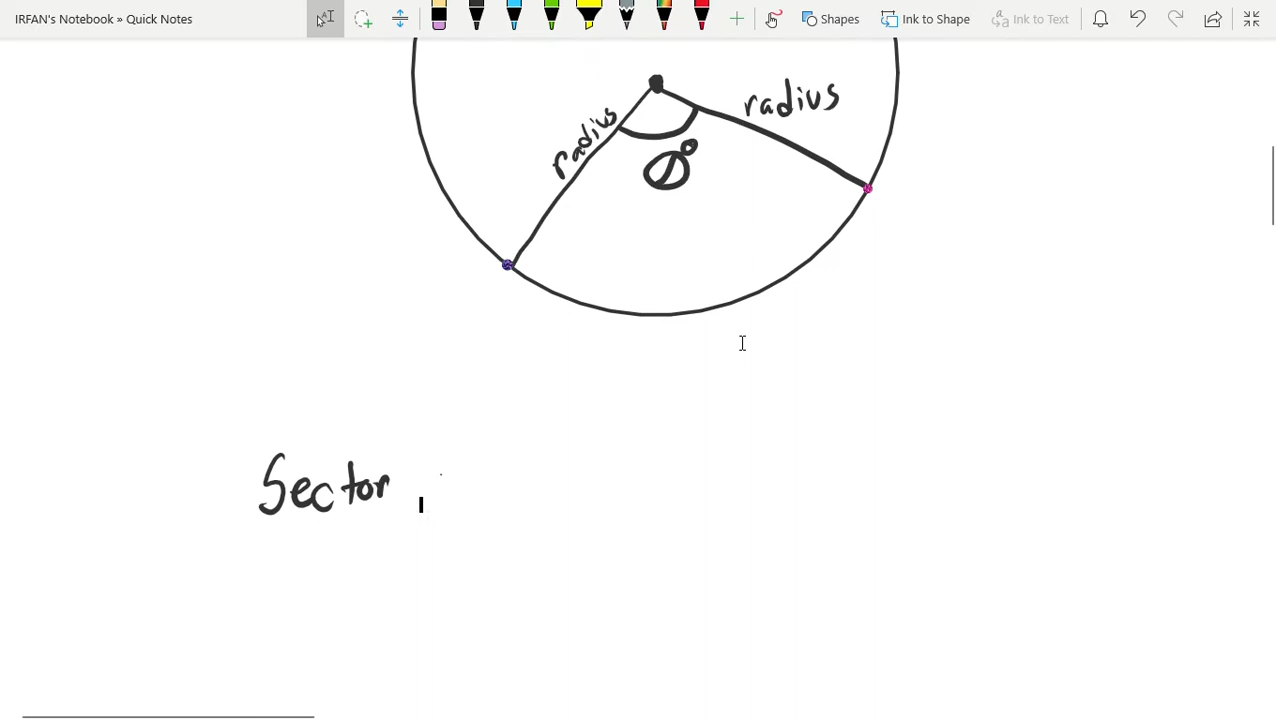 IRFAN's Notebook » Quick Notes
Shapes
Ink to Shape
Ink to Text
radius
radius
θ°
Sector